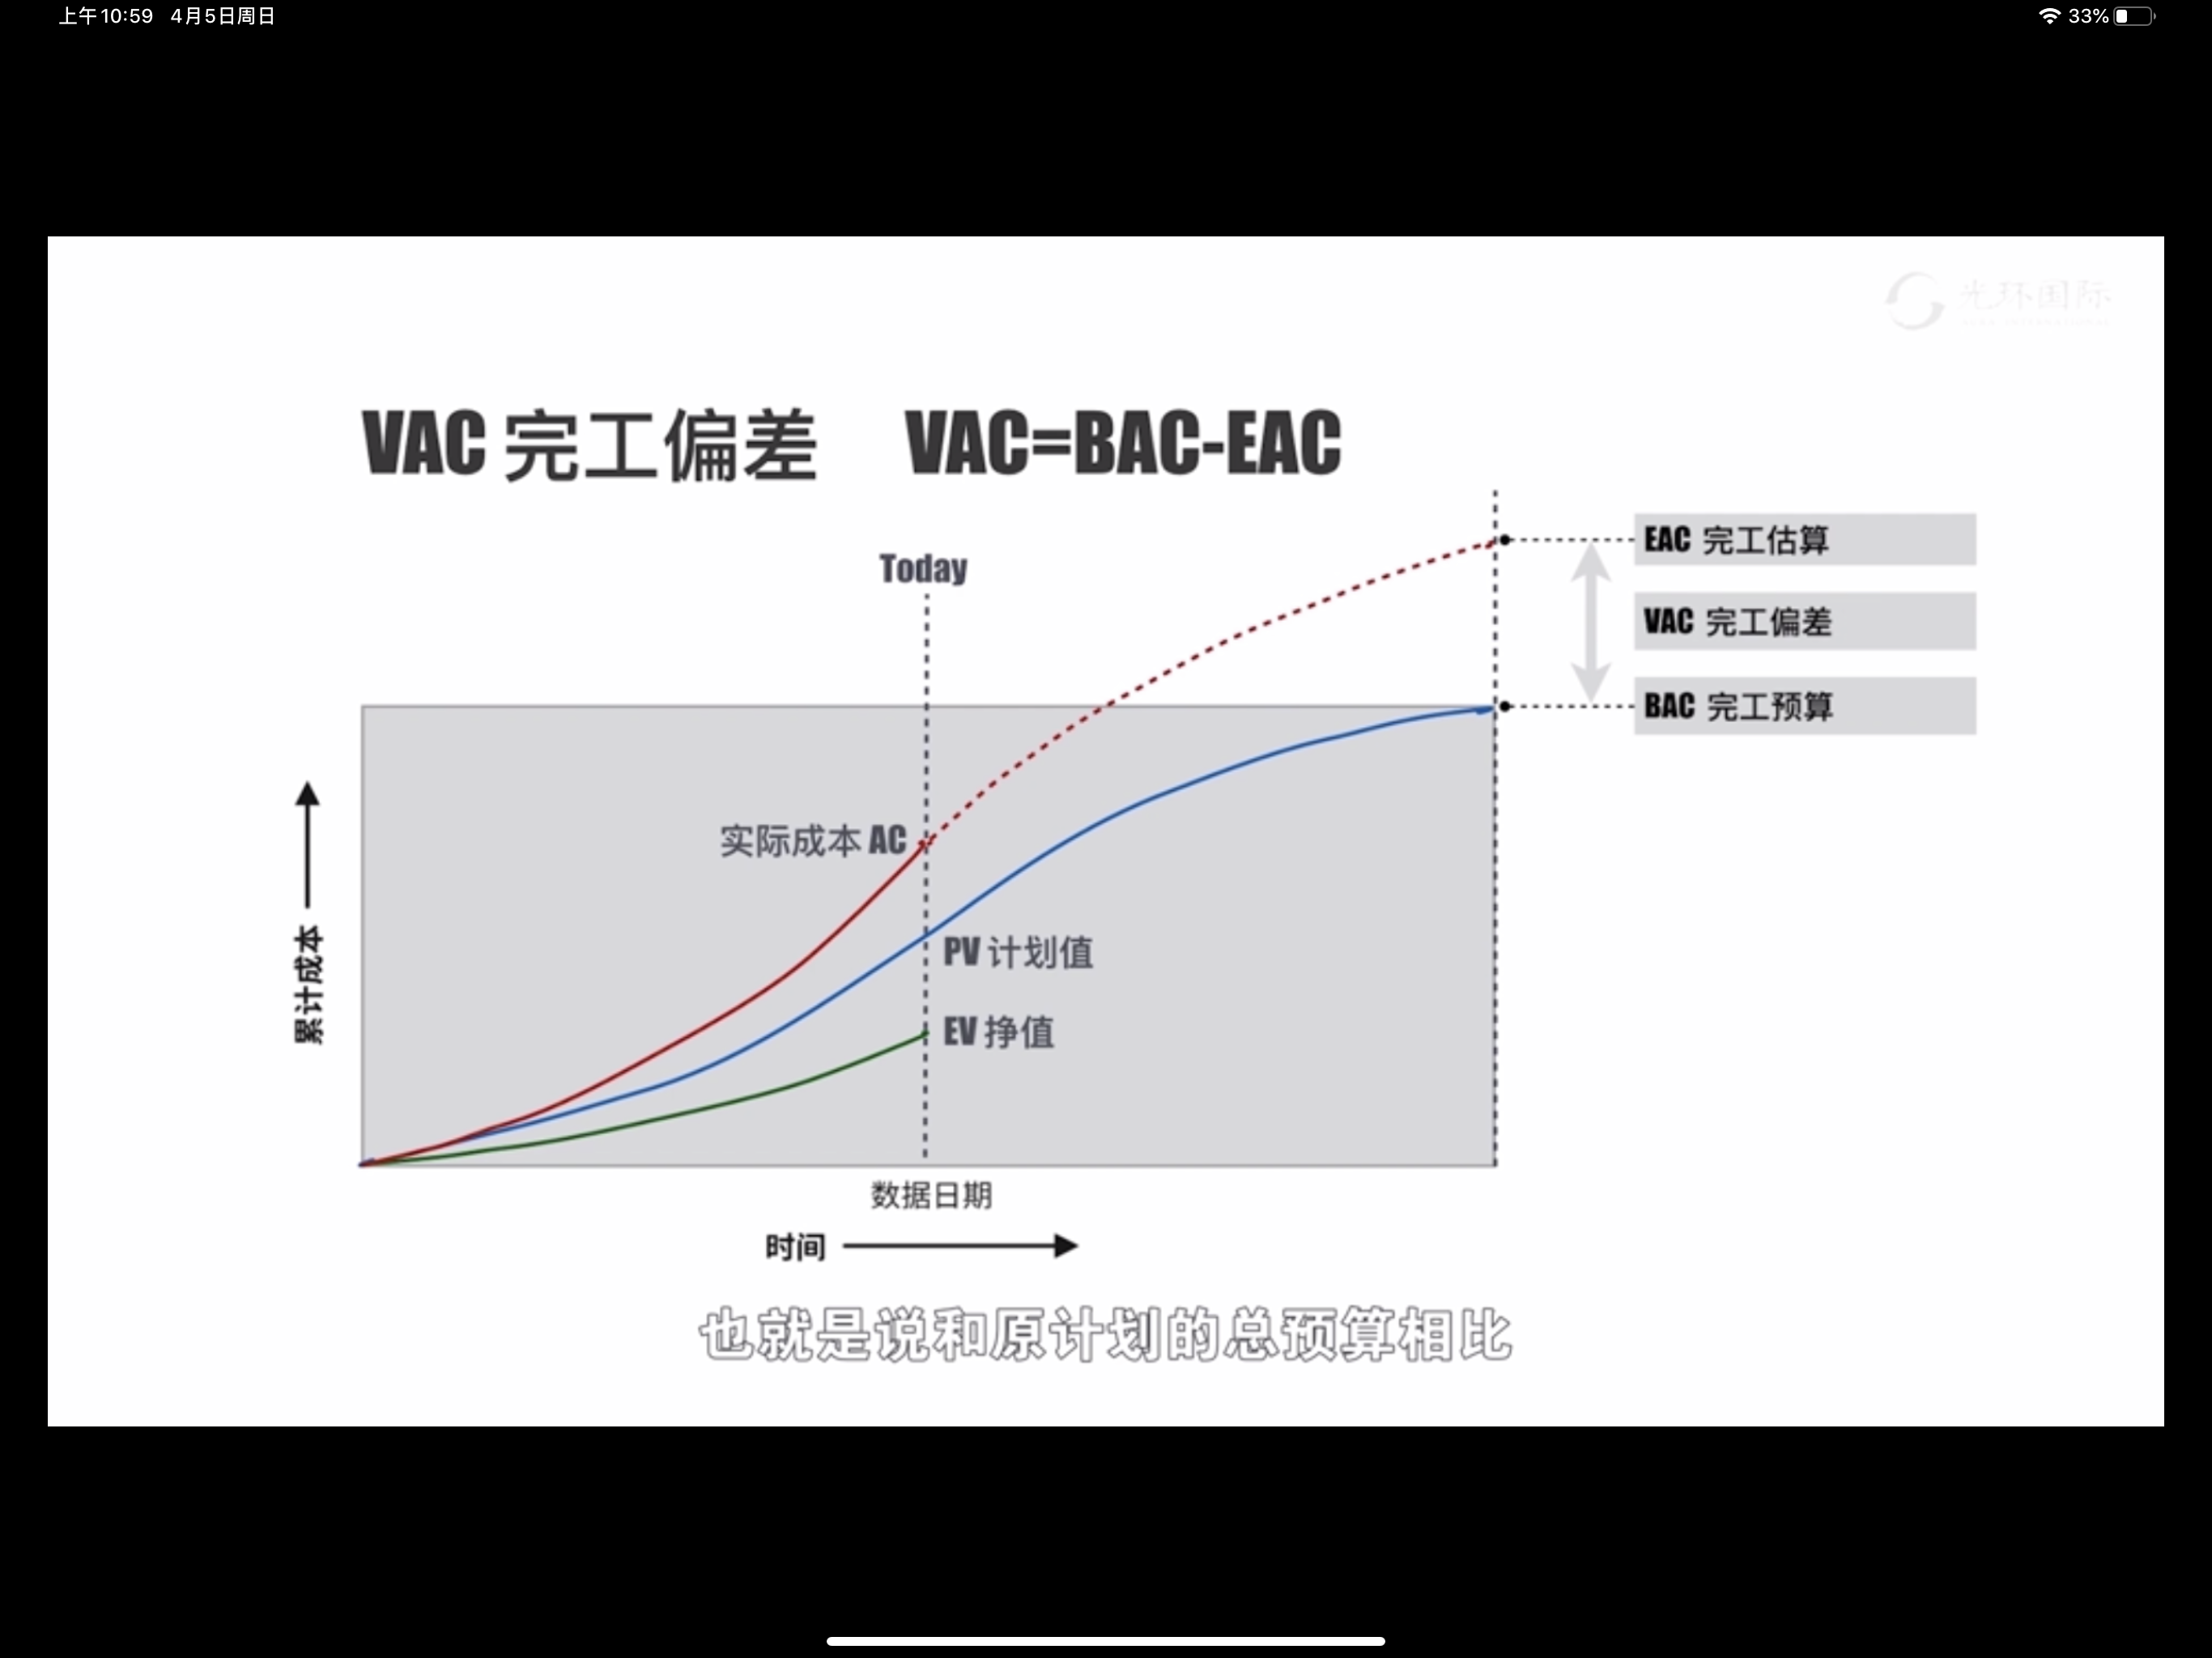 上午10:59 4月5日周日
33%
光环国际
VAC 完工偏差 VAC=BAC-EAC
Today
EAC 完工估算
VAC 完工偏差
BAC 完工预算
实际成本 AC
PV 计划值
EV 挣值
累计成本
数据日期
时间
也就是说和原计划的总预算相比